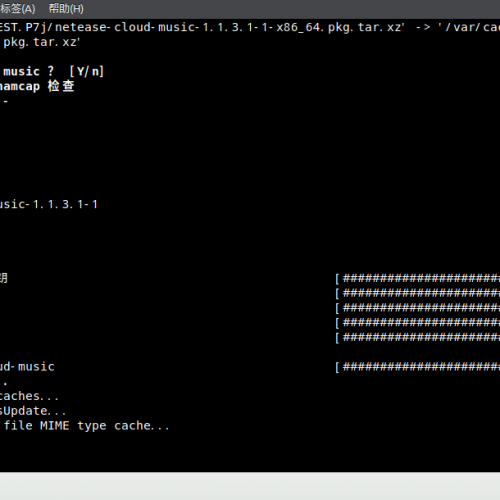 标签(A) 帮助(H)
EST.P7j/netease-cloud-music-1.1.3.1-1-x86_64.pkg.tar.xz' -> '/var/cac
pkg.tar.xz'
music ? [Y/n]
namcap 检查
-
usic-1.1.3.1-1
钥 [######################
[######################
[######################
[######################
[######################
ud-music [######################
.
caches...
sUpdate...
file MIME type cache...